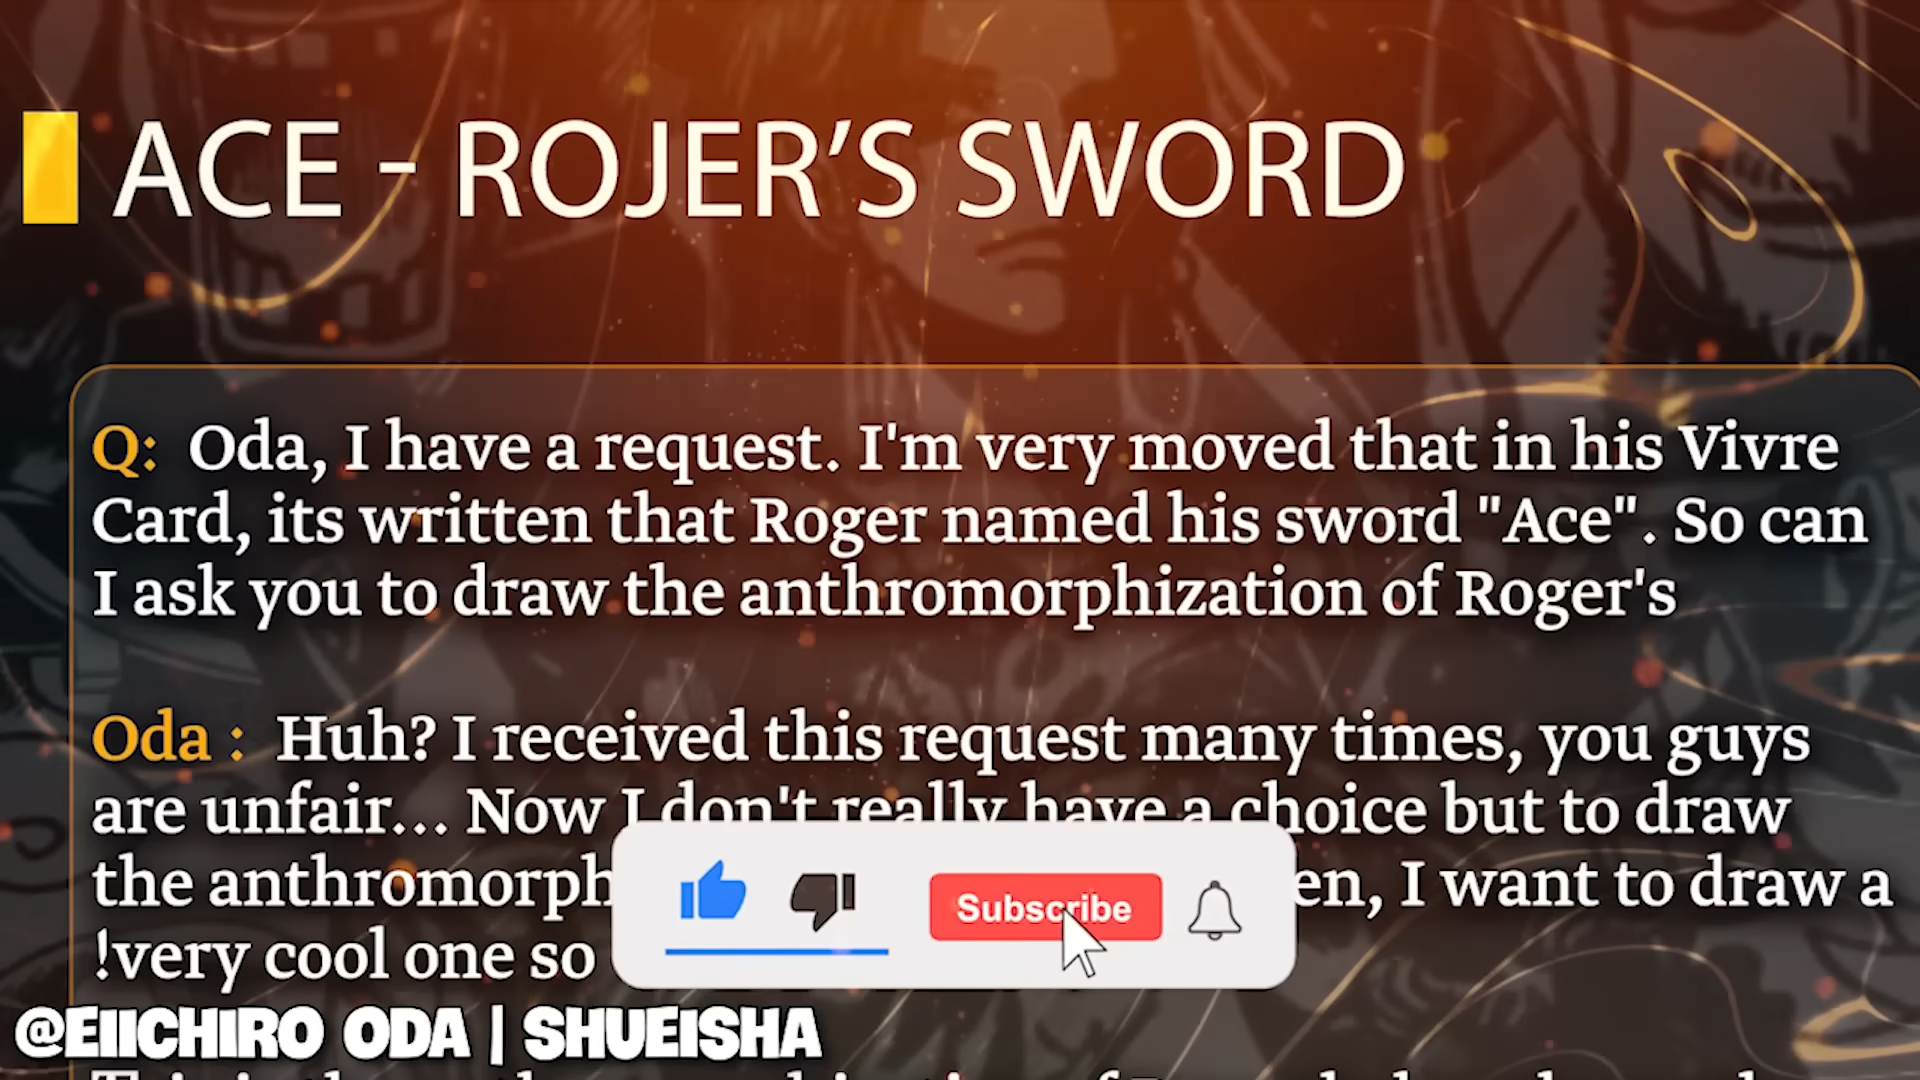 ACE - ROJER'S SWORD
Q: Oda, I have a request. I'm very moved that in his Vivre
Card, its written that Roger named his sword "Ace". So can
I ask you to draw the anthromorphization of Roger's
Oda : Huh? I received this request many times, you guys
are unfair... Now I don't really have a choice but to draw
the I want to draw a
!very cool one so
Subscribe
@EIICHIRO ODA | SHUEISHA